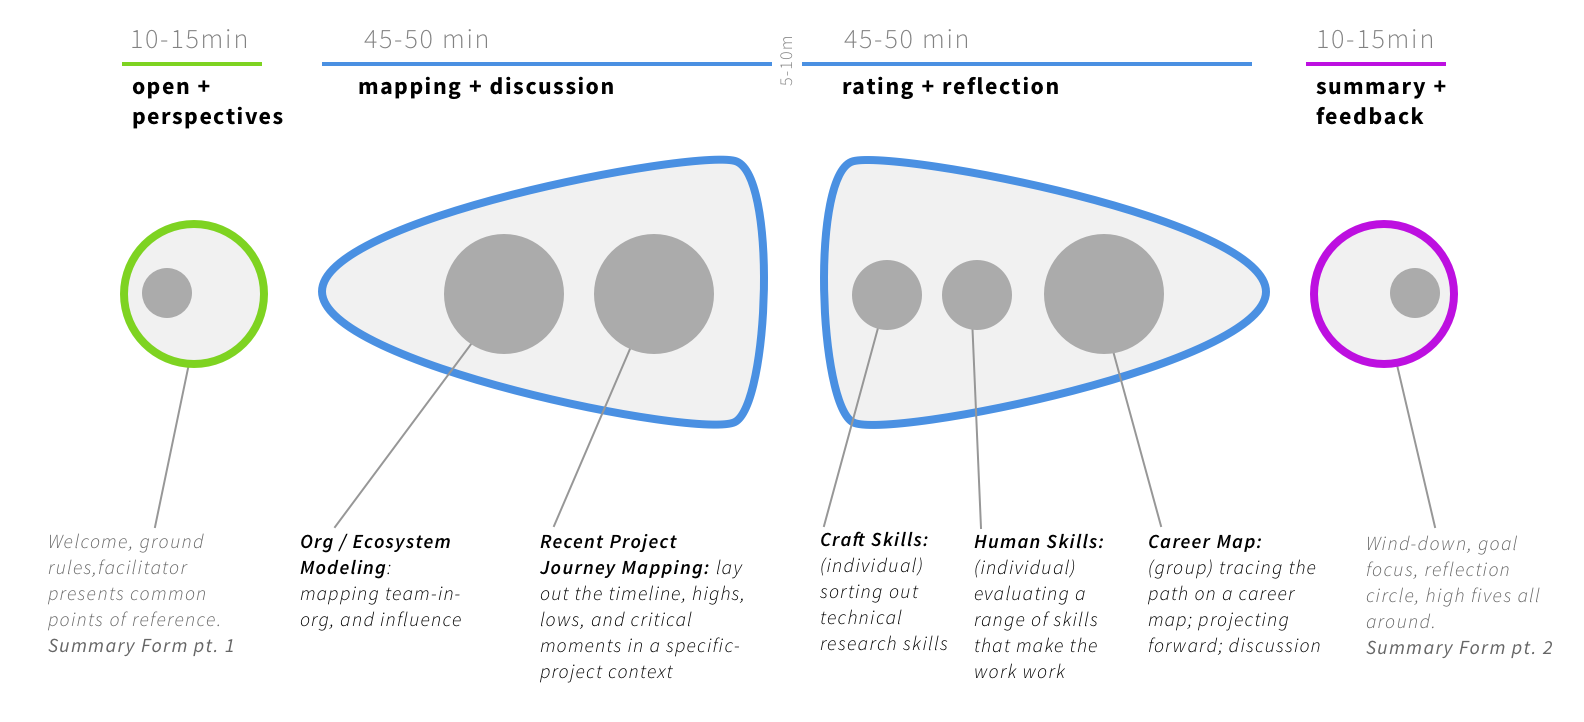 10-15min
open +
perspectives
45-50 min
mapping + discussion
5-10m
45-50 min
rating + reflection
10-15min
summary +
feedback
Welcome, ground
rules,facilitator
presents common
points of reference.
Summary Form pt. 1
Org / Ecosystem
Modeling:
mapping team-in-
org, and influence
Recent Project
Journey Mapping: lay
out the timeline, highs,
lows, and critical
moments in a specific-
project context
Craft Skills:
(individual)
sorting out
technical
research skills
Human Skills:
(individual)
evaluating a
range of skills
that make the
work work
Career Map:
(group) tracing the
path on a career
map; projecting
forward; discussion
Wind-down, goal
focus, reflection
circle, high fives all
around.
Summary Form pt. 2